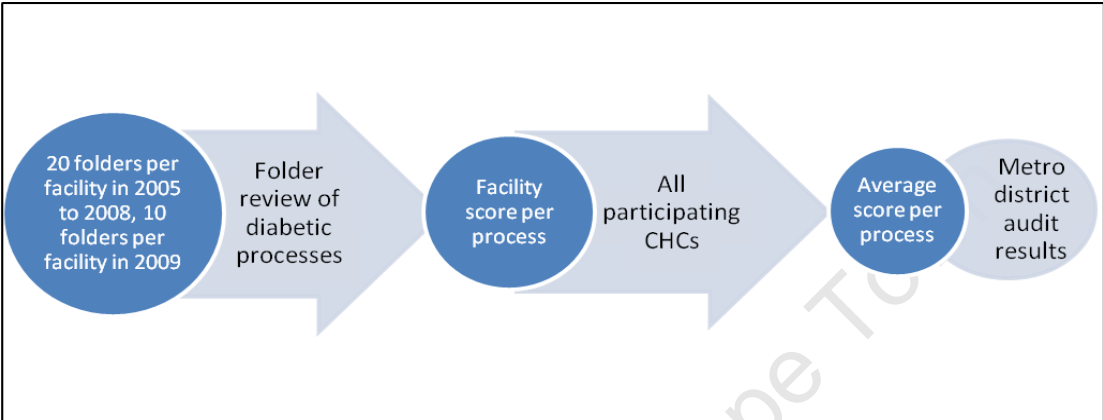 20 folders per
facility in 2005
to 2008, 10
folders per
facility in 2009
Folder
review of
diabetic
processes
Facility
score per
process
All
participating
CHCs
Average
score per
process
Metro
district
audit
results